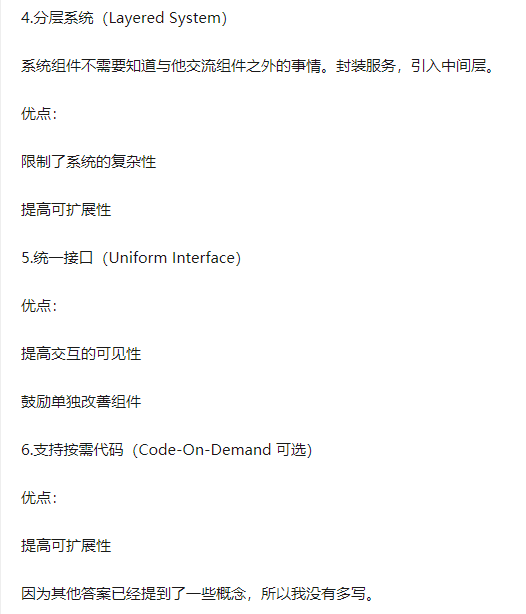 4.分层系统（Layered System）
系统组件不需要知道与他交流组件之外的事情。封装服务，引入中间层。
优点：
限制了系统的复杂性
提高可扩展性
5.统一接口（Uniform Interface）
优点：
提高交互的可见性
鼓励单独改善组件
6.支持按需代码（Code-On-Demand 可选）
优点：
提高可扩展性
因为其他答案已经提到了一些概念，所以我没有多写。